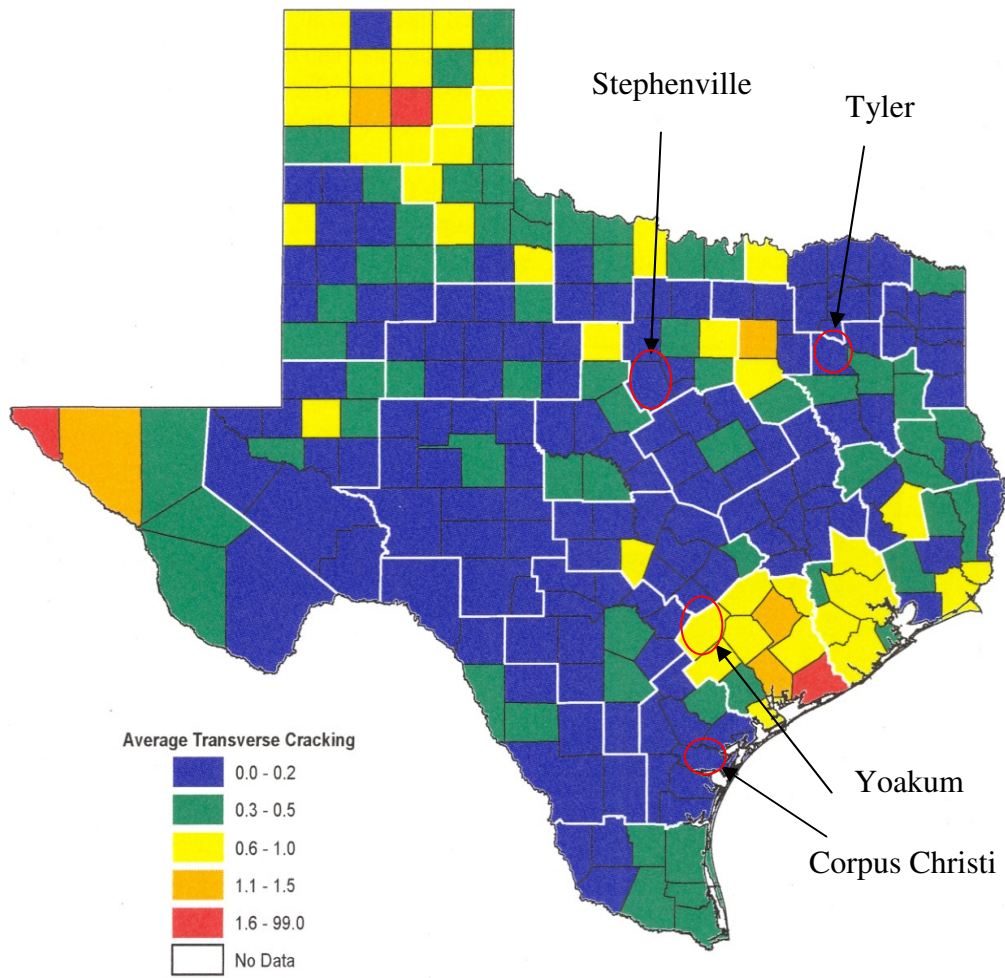 Stephenville
Tyler
Average Transverse Cracking
0.0 - 0.2
0.3 - 0.5
0.6 - 1.0
1.1 - 1.5
1.6 - 99.0
No Data
Yoakum
Corpus Christi